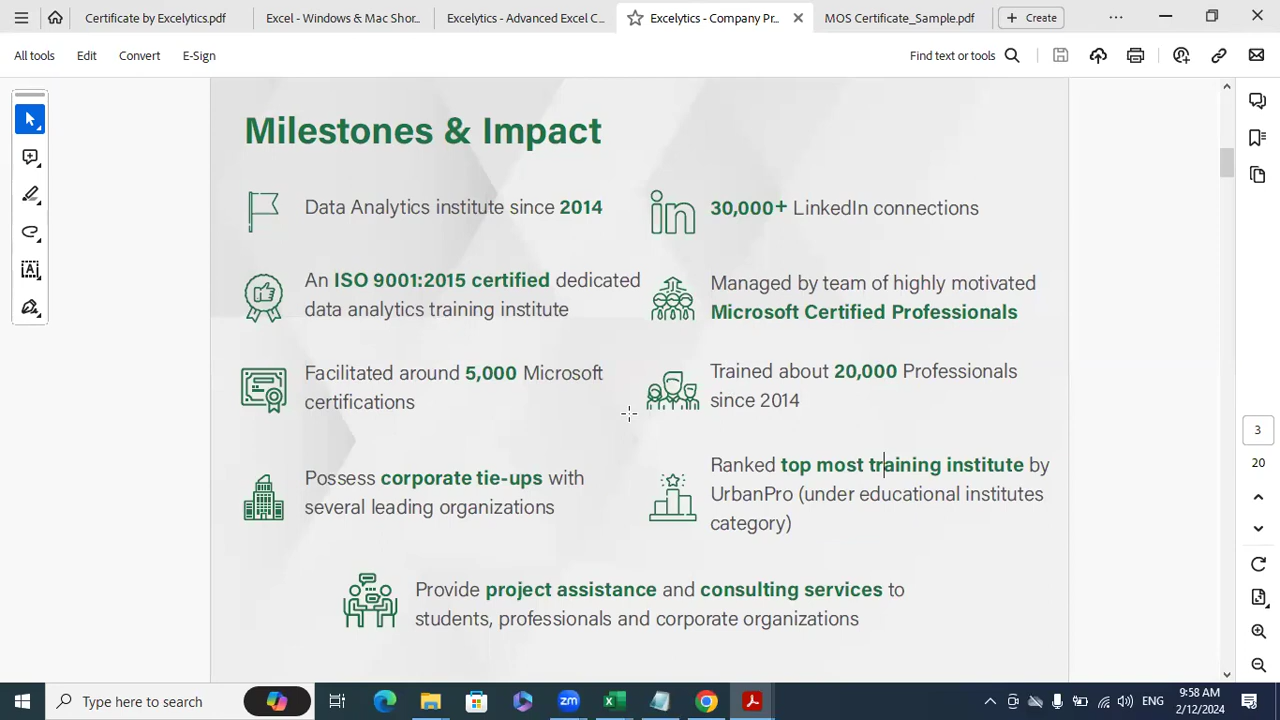 Certificate by Excelytics.pdf
Excel - Windows & Mac Shor...
Excelytics - Advanced Excel C...
Excelytics - Company Pr...
MOS Certificate_Sample.pdf
Create
All tools
Edit
Convert
E-Sign
Find text or tools
Milestones & Impact
Data Analytics institute since 2014
30,000+ LinkedIn connections
An ISO 9001:2015 certified dedicated
data analytics training institute
Managed by team of highly motivated
Microsoft Certified Professionals
Facilitated around 5,000 Microsoft
certifications
Trained about 20,000 Professionals
since 2014
Possess corporate tie-ups with
several leading organizations
Ranked top most training institute by
UrbanPro (under educational institutes
category)
Provide project assistance and consulting services to
students, professionals and corporate organizations
3
20
Type here to search
zm
ENG
9:58 AM
2/12/2024